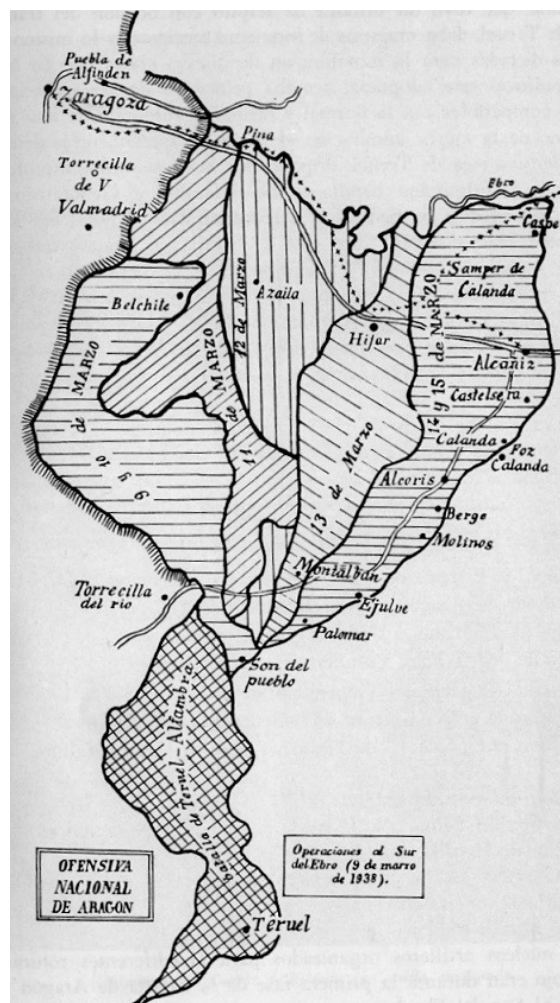 Puebla de
Alfinden
Zaragoza
Pina
Ebro
Torrecilla
de V
Valmadrid
Caspe
Samper de
Calanda
Belchite
Azaila
12 de Marzo
Hijar
14 y 15 de MARZO
Alcañiz
9 y 10 de MARZO
11 de MARZO
Castelsera
13 de Marzo
Calanda
Foz
Calanda
Alcoris
Berge
Molinos
Montalban
Torrecilla
del rio
Ejulve
Palomar
Son del
pueblo
batalla de Teruel-Alfambra
Operaciones al Sur
del Ebro (9 de marzo
de 1938).
OFENSIVA
NACIONAL
DE ARAGON
Teruel